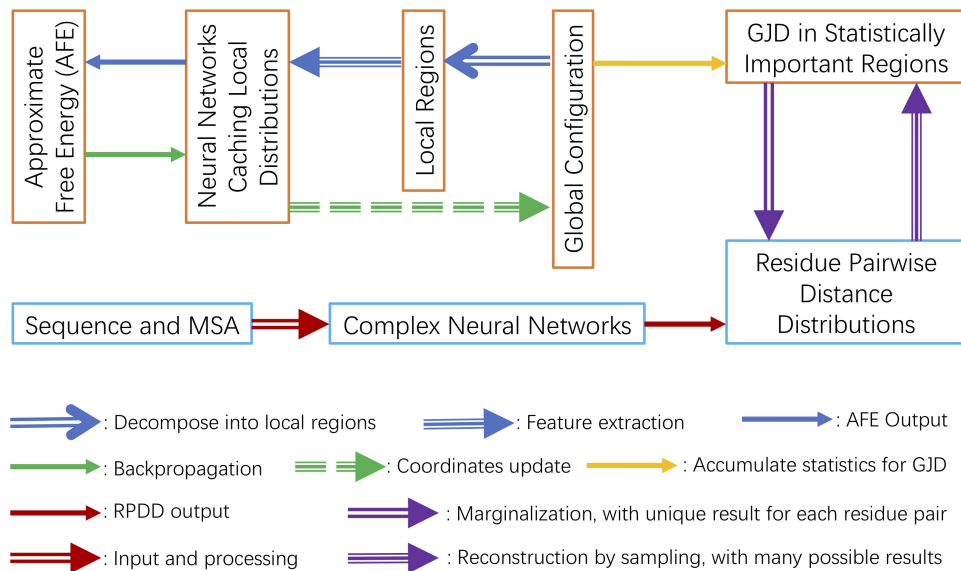 Approximate
Free Energy (AFE)
Neural Networks
Caching Local
Distributions
Local Regions
Global Configuration
GJD in Statistically
Important Regions
Residue Pairwise
Distance
Distributions
Sequence and MSA
Complex Neural Networks
: Decompose into local regions
: Feature extraction
: AFE Output
: Backpropagation
: Coordinates update
: Accumulate statistics for GJD
: RPDD output
: Marginalization, with unique result for each residue pair
: Input and processing
: Reconstruction by sampling, with many possible results